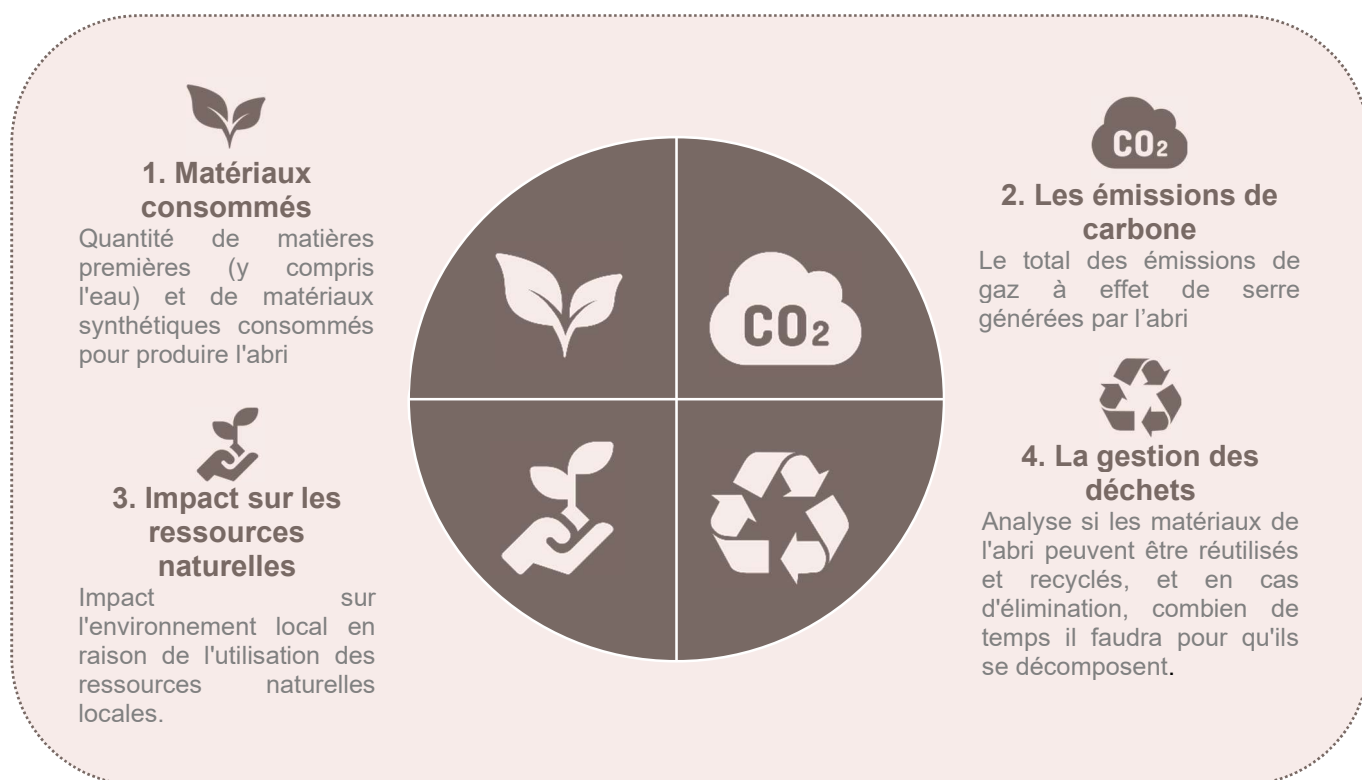 1. Matériaux
consommés
Quantité de matières
premières (y compris
l'eau) et de matériaux
synthétiques consommés
pour produire l'abri
CO₂
2. Les émissions de
carbone
Le total des émissions de
gaz à effet de serre
générées par l’abri
CO₂
3. Impact sur les
ressources
naturelles
Impact sur
l'environnement local en
raison de l'utilisation des
ressources naturelles
locales.
4. La gestion des
déchets
Analyse si les matériaux de
l'abri peuvent être réutilisés
et recyclés, et en cas
d'élimination, combien de
temps il faudra pour qu'ils
se décomposent.